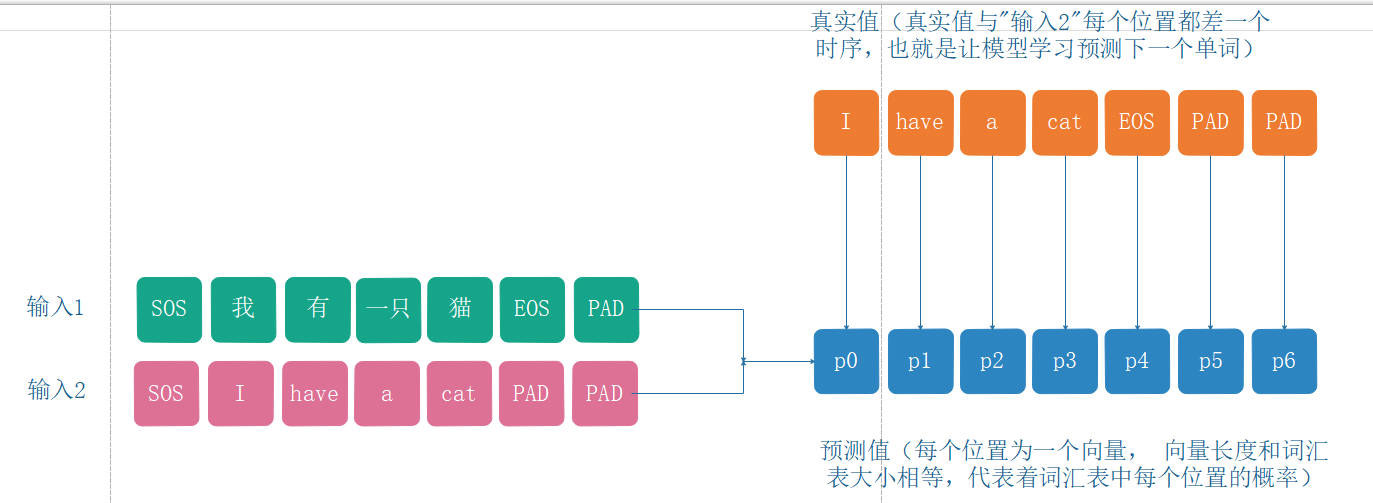 真实值（真实值与"输入2"每个位置都差一个
时序，也就是让模型学习预测下一个单词）
I have a cat EOS PAD PAD
输入1 SOS 我 有 一只 猫 EOS PAD
p0 p1 p2 p3 p4 p5 p6
输入2 SOS I have a cat PAD PAD
预测值（每个位置为一个向量， 向量长度和词汇
表大小相等，代表着词汇表中每个位置的概率）